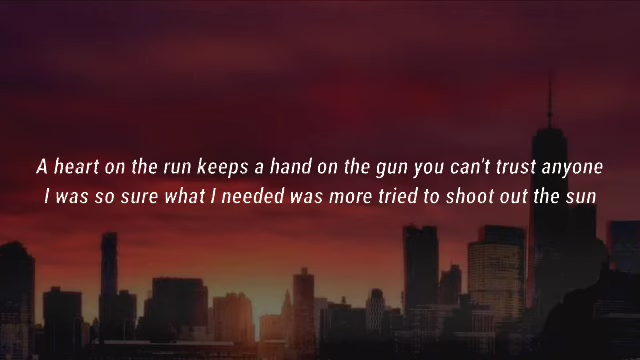 A heart on the run keeps a hand on the gun you can't trust anyone
I was so sure what I needed was more tried to shoot out the sun